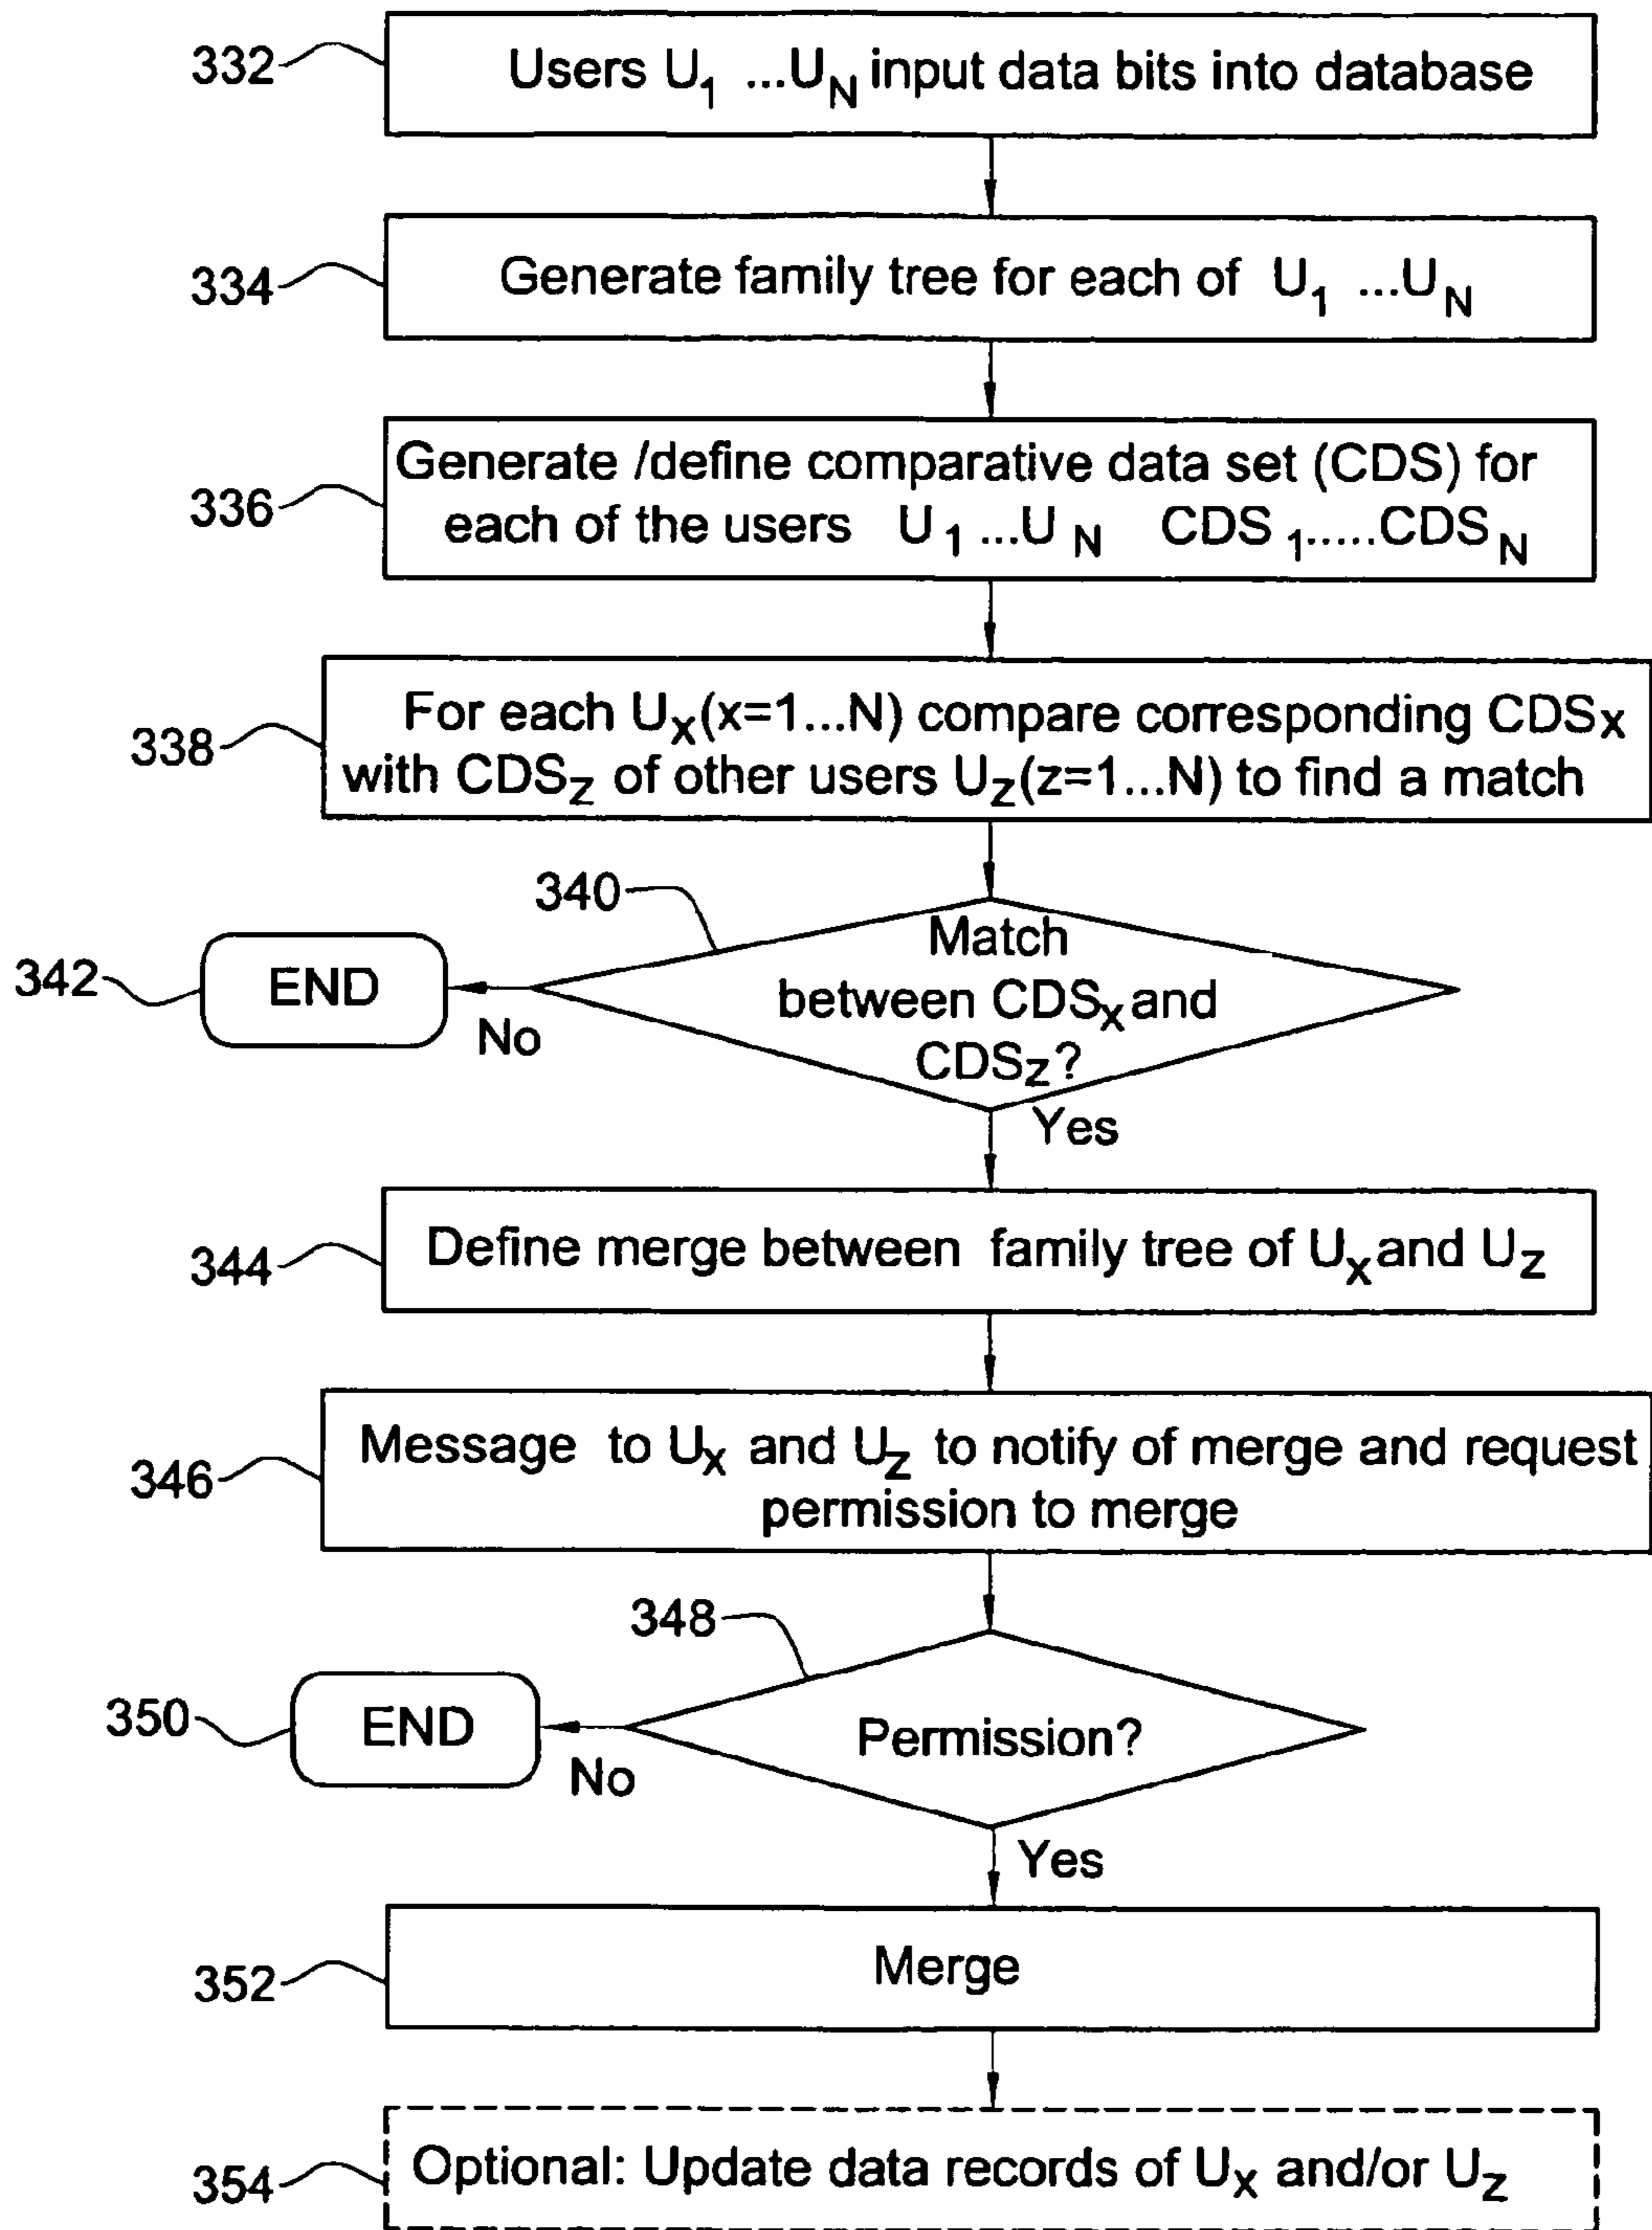 332
Users U1 ...UN input data bits into database
334
Generate family tree for each of U1 ...UN
336
Generate /define comparative data set (CDS) for
each of the users U1 ...UN CDS1.....CDSN
338
For each Ux(x=1...N) compare corresponding CDSx
with CDSz of other users Uz(z=1...N) to find a match
340
Match
between CDSx and
CDSz?
342
END
No
Yes
344
Define merge between family tree of Ux and Uz
346
Message to Ux and Uz to notify of merge and request
permission to merge
348
Permission?
350
END
No
Yes
352
Merge
354
Optional: Update data records of Ux and/or Uz